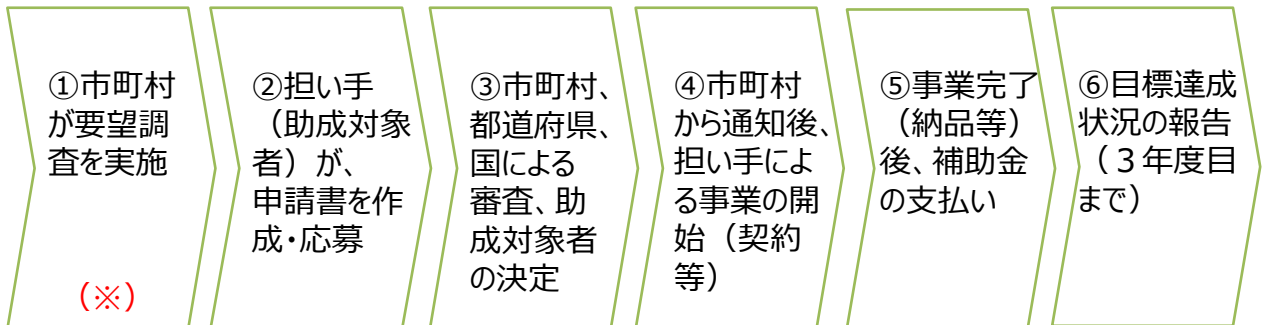 ①市町村
が要望調
査を実施
(※)
②担い手
（助成対象
者）が、
申請書を作
成・応募
③市町村、
都道府県、
国による
審査、助
成対象者
の決定
④市町村
から通知後、
担い手によ
る事業の開
始（契約
等）
⑤事業完了
（納品等）
後、補助金
の支払い
⑥目標達成
状況の報告
（３年度目
まで）